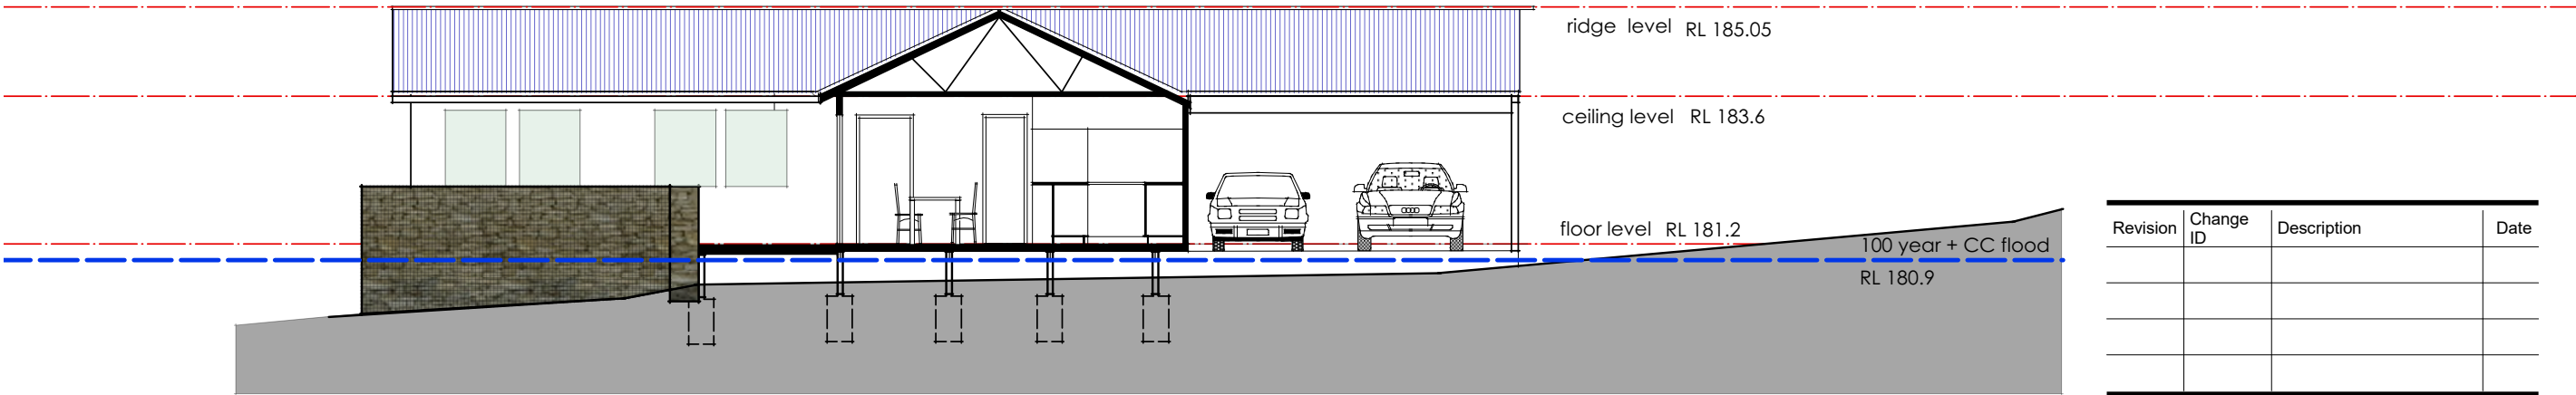 ridge level RL 185.05
ceiling level RL 183.6
floor level RL 181.2
100 year + CC flood
RL 180.9
Revision Change ID Description Date